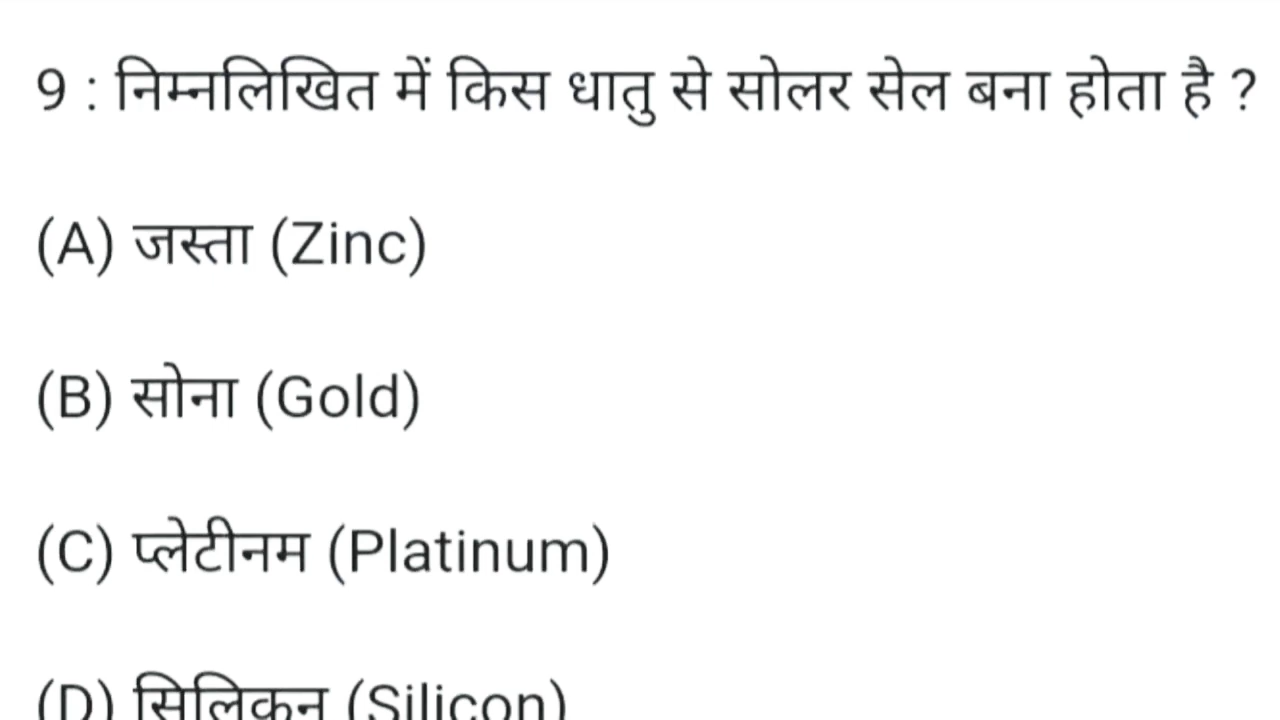 9 : निम्नलिखित में किस धातु से सोलर सेल बना होता है ?
(A) जस्ता (Zinc)
(B) सोना (Gold)
(C) प्लेटीनम (Platinum)
(D) सिलिकन (Silicon)